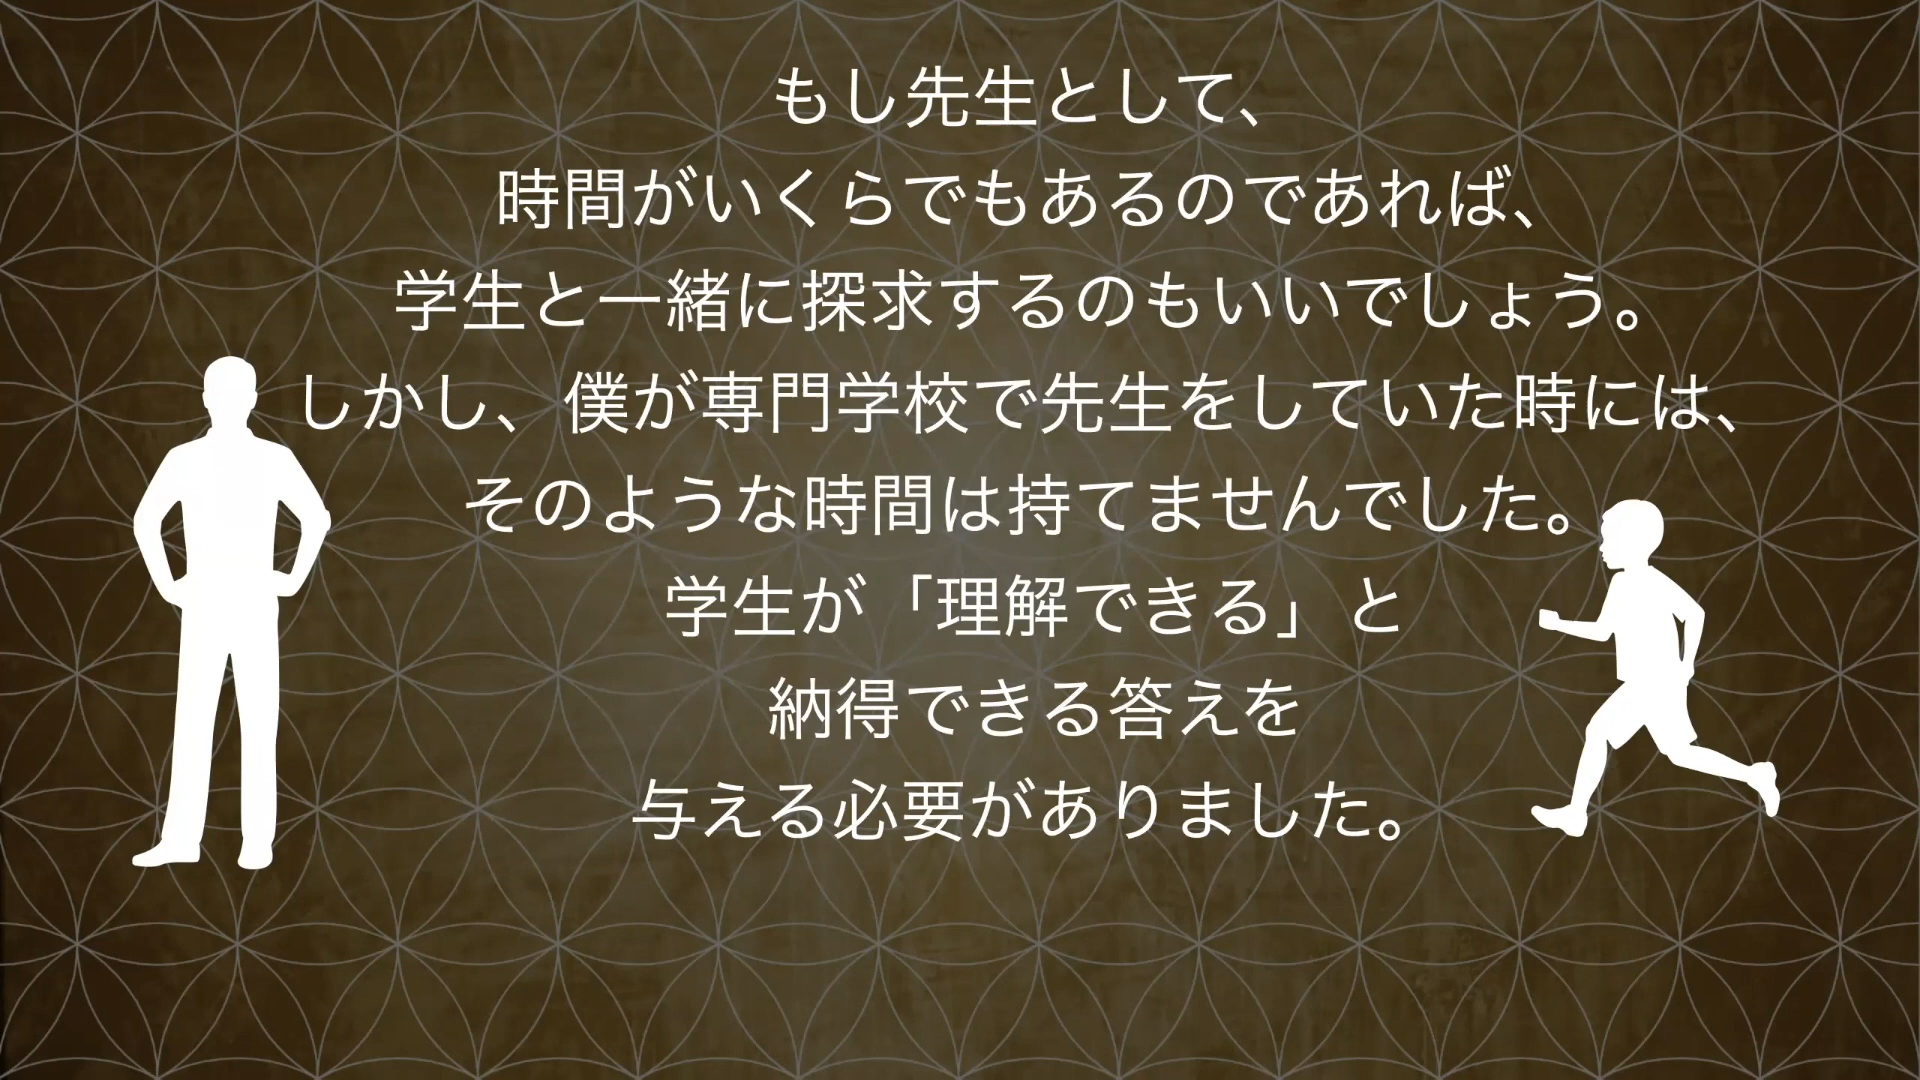 もし先生として、
時間がいくらでもあるのであれば、
学生と一緒に探求するのもいいでしょう。
しかし、僕が専門学校で先生をしていた時には、
そのような時間は持てませんでした。
学生が「理解できる」と
納得できる答えを
与える必要がありました。